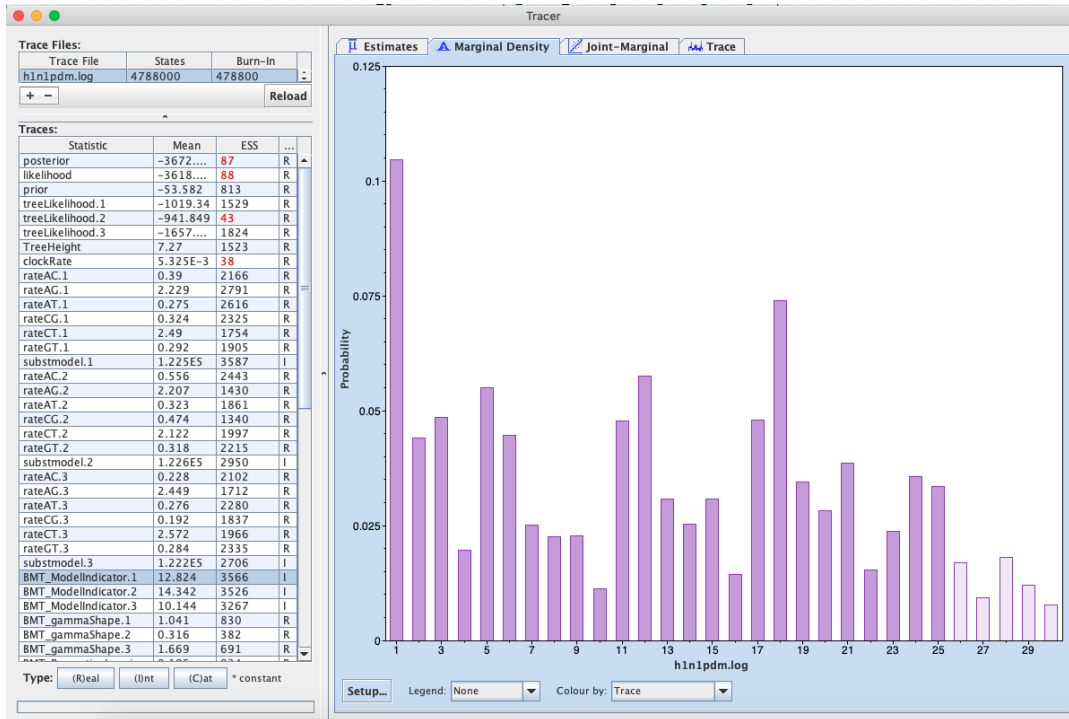 Tracer
Trace Files:
Trace File States Burn-In
h1n1pdm.log 4788000 478800
+ − Reload
Traces:
Statistic Mean ESS ...
posterior -3672.... 87 R
likelihood -3618.... 88 R
prior -53.582 813 R
treeLikelihood.1 -1019.34 1529 R
treeLikelihood.2 -941.849 43 R
treeLikelihood.3 -1657.... 1824 R
TreeHeight 7.27 1523 R
clockRate 5.325E-3 38 R
rateAC.1 0.39 2166 R
rateAG.1 2.229 2791 R
rateAT.1 0.275 2616 R
rateCG.1 0.324 2325 R
rateCT.1 2.49 1754 R
rateGT.1 0.292 1905 R
substmodel.1 1.225E5 3587 I
rateAC.2 0.556 2443 R
rateAG.2 2.207 1430 R
rateAT.2 0.323 1861 R
rateCG.2 0.474 1340 R
rateCT.2 2.122 1997 R
rateGT.2 0.318 2215 R
substmodel.2 1.226E5 2950 I
rateAC.3 0.228 2102 R
rateAG.3 2.449 1712 R
rateAT.3 0.276 2280 R
rateCG.3 0.192 1837 R
rateCT.3 2.572 1966 R
rateGT.3 0.284 2335 R
substmodel.3 1.222E5 2706 I
BMT_ModelIndicator.1 12.824 3566 I
BMT_ModelIndicator.2 14.342 3526 I
BMT_ModelIndicator.3 10.144 3267 I
BMT_gammaShape.1 1.041 830 R
BMT_gammaShape.2 0.316 382 R
BMT_gammaShape.3 1.669 691 R
Type: (R)eal (I)nt (C)at * constant
Estimates Marginal Density Joint-Marginal Trace
0.125
0.1
0.075
0.05
0.025
0
Probability
1 3 5 7 9 11 13 15 17 19 21 23 25 27 29
h1n1pdm.log
Setup... Legend: None Colour by: Trace